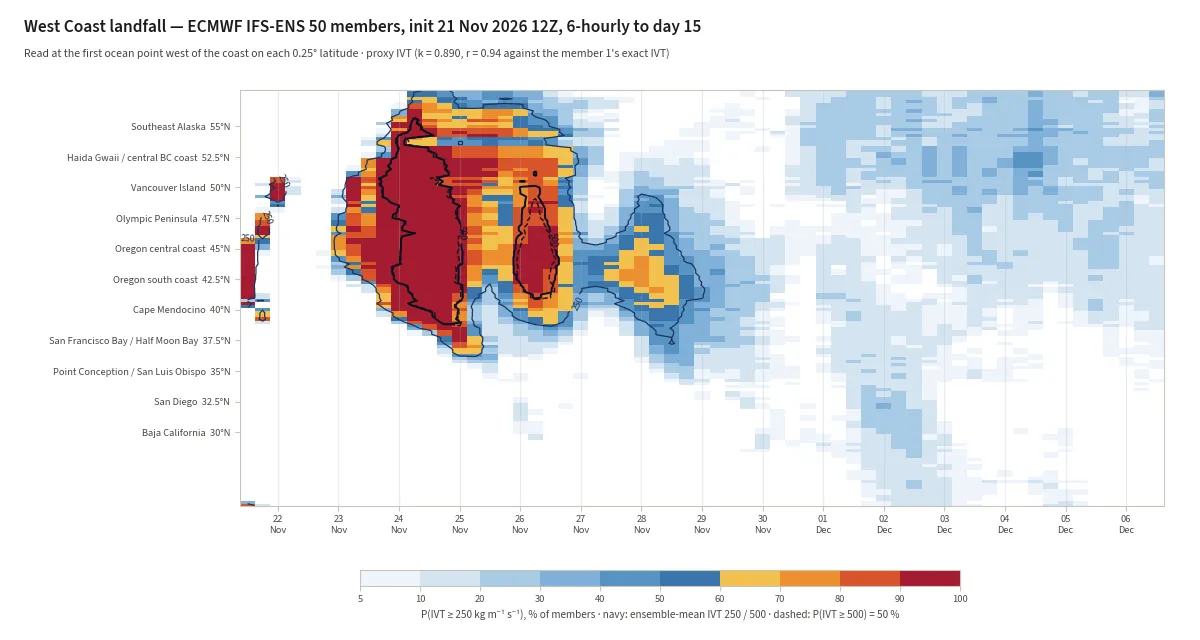 West Coast landfall — ECMWF IFS-ENS 50 members, init 21 Nov 2026 12Z, 6-hourly to day 15
Read at the first ocean point west of the coast on each 0.25° latitude · proxy IVT (k = 0.890, r = 0.94 against the member 1's exact IVT)
Southeast Alaska 55°N
Haida Gwaii / central BC coast 52.5°N
Vancouver Island 50°N
Olympic Peninsula 47.5°N
Oregon central coast 45°N
Oregon south coast 42.5°N
Cape Mendocino 40°N
San Francisco Bay / Half Moon Bay 37.5°N
Point Conception / San Luis Obispo 35°N
San Diego 32.5°N
Baja California 30°N
250
250
22 Nov
23 Nov
24 Nov
25 Nov
26 Nov
27 Nov
28 Nov
29 Nov
30 Nov
01 Dec
02 Dec
03 Dec
04 Dec
05 Dec
06 Dec
5 10 20 30 40 50 60 70 80 90 100
P(IVT ≥ 250 kg m⁻¹ s⁻¹), % of members · navy: ensemble-mean IVT 250 / 500 · dashed: P(IVT ≥ 500) = 50 %